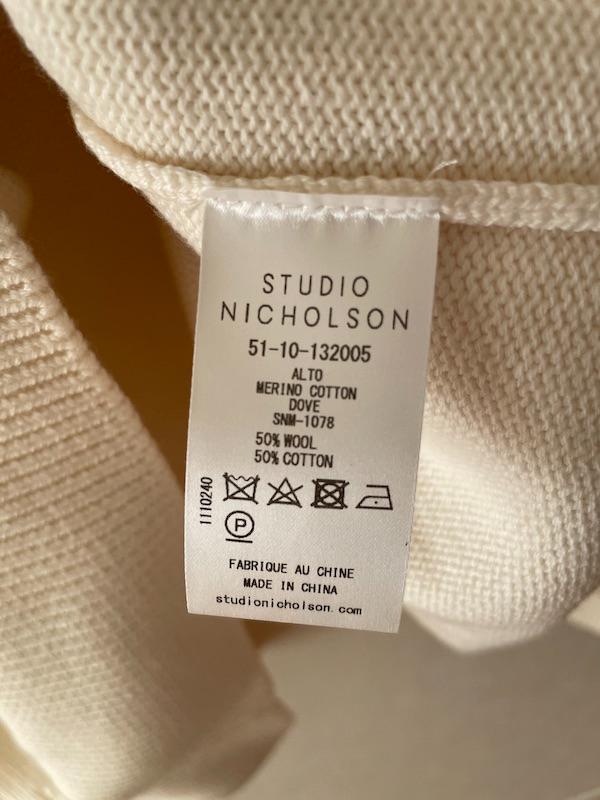 STUDIO
NICHOLSON
51-10-132005
ALTO
MERINO COTTON
DOVE
SNM-1078
50% WOOL
50% COTTON
1110240
P
FABRIQUE AU CHINE
MADE IN CHINA
studionicholson.com